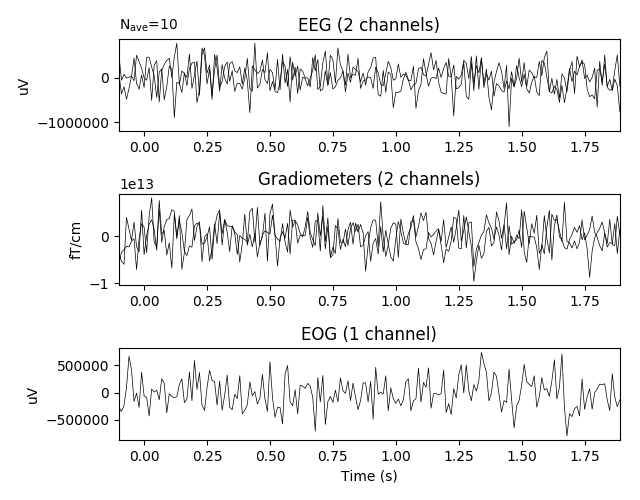 Nave=10
EEG (2 channels)
uV
0
−1000000
0.00 0.25 0.50 0.75 1.00 1.25 1.50 1.75
1e13
Gradiometers (2 channels)
fT/cm
0
−1
0.00 0.25 0.50 0.75 1.00 1.25 1.50 1.75
EOG (1 channel)
uV
500000
0
−500000
0.00 0.25 0.50 0.75 1.00 1.25 1.50 1.75
Time (s)